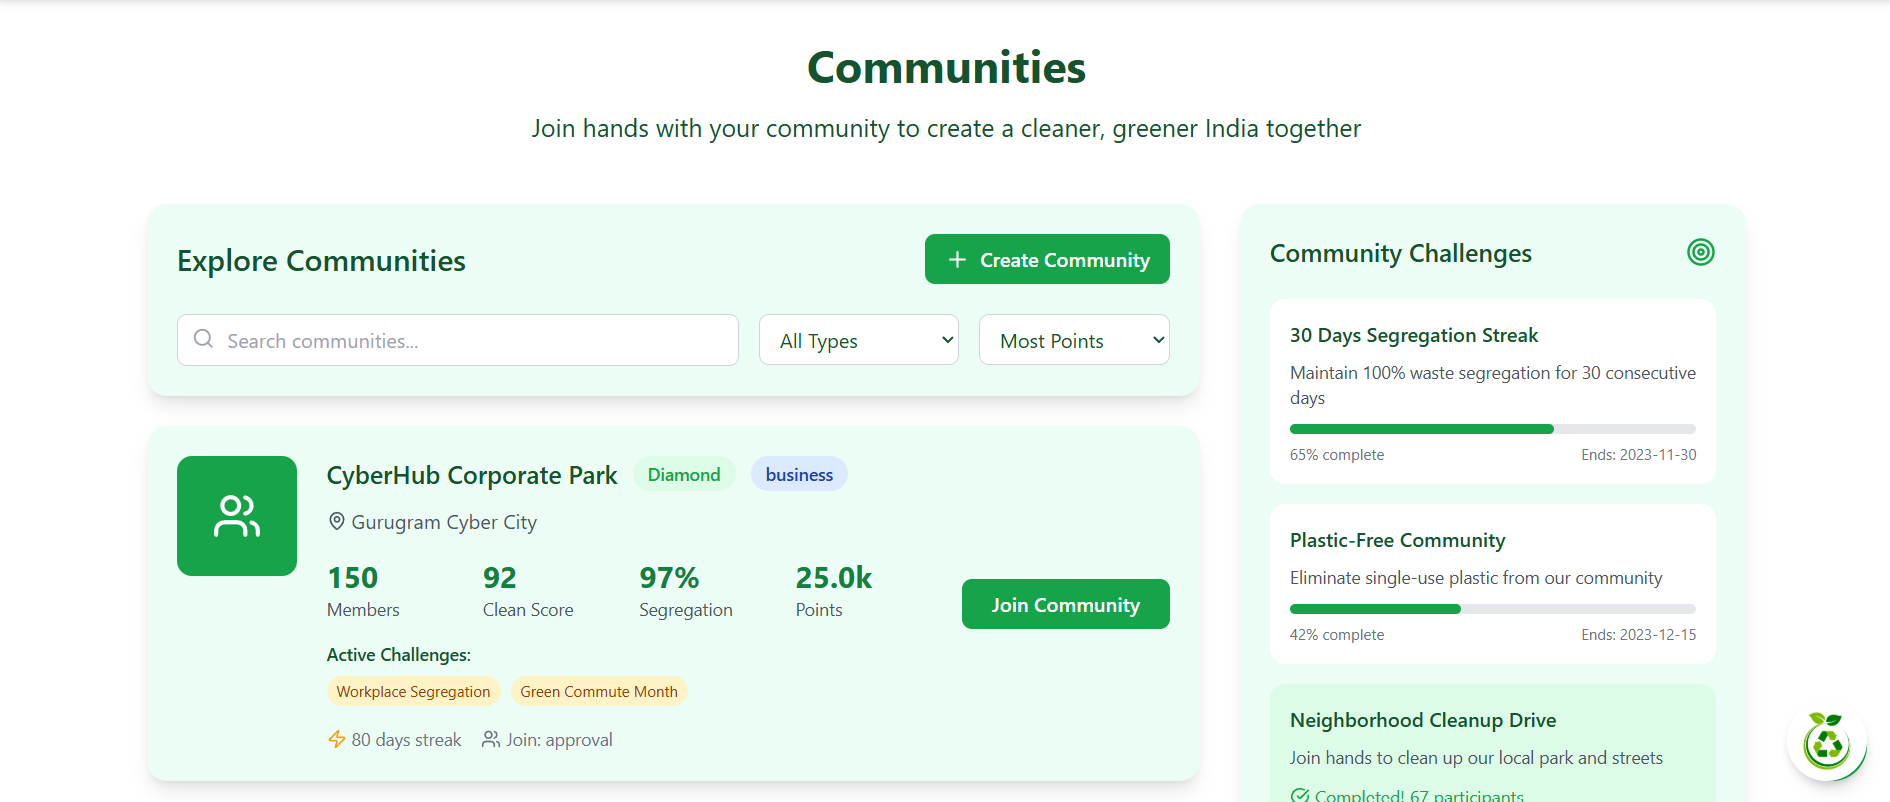 Communities
Join hands with your community to create a cleaner, greener India together
Explore Communities
Create Community
Search communities...
All Types
Most Points
CyberHub Corporate Park
Diamond
business
Gurugram Cyber City
150
Members
92
Clean Score
97%
Segregation
25.0k
Points
Join Community
Active Challenges:
Workplace Segregation
Green Commute Month
80 days streak
Join: approval
Community Challenges
30 Days Segregation Streak
Maintain 100% waste segregation for 30 consecutive
days
65% complete
Ends: 2023-11-30
Plastic-Free Community
Eliminate single-use plastic from our community
42% complete
Ends: 2023-12-15
Neighborhood Cleanup Drive
Join hands to clean up our local park and streets
Completed! 67 participants